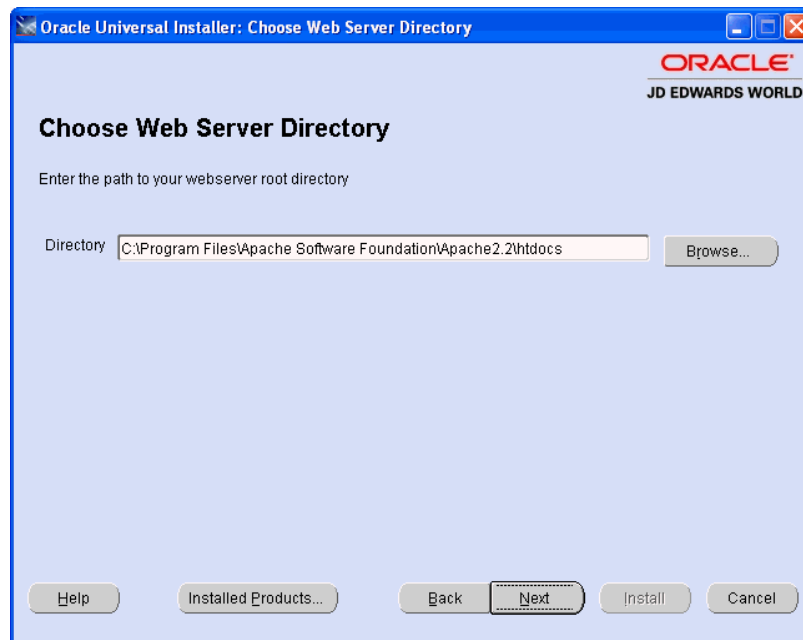 Oracle Universal Installer: Choose Web Server Directory
ORACLE
JD EDWARDS WORLD
Choose Web Server Directory
Enter the path to your webserver root directory
Directory C:\Program Files\Apache Software Foundation\Apache2.2\htdocs Browse...
Help Installed Products... Back Next Install Cancel